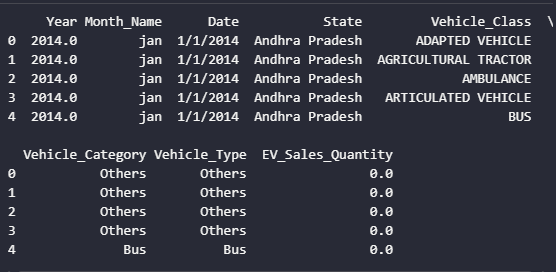 Year Month_Name Date State Vehicle_Class \
0 2014.0 jan 1/1/2014 Andhra Pradesh ADAPTED VEHICLE
1 2014.0 jan 1/1/2014 Andhra Pradesh AGRICULTURAL TRACTOR
2 2014.0 jan 1/1/2014 Andhra Pradesh AMBULANCE
3 2014.0 jan 1/1/2014 Andhra Pradesh ARTICULATED VEHICLE
4 2014.0 jan 1/1/2014 Andhra Pradesh BUS
Vehicle_Category Vehicle_Type EV_Sales_Quantity
0 Others Others 0.0
1 Others Others 0.0
2 Others Others 0.0
3 Others Others 0.0
4 Bus Bus 0.0